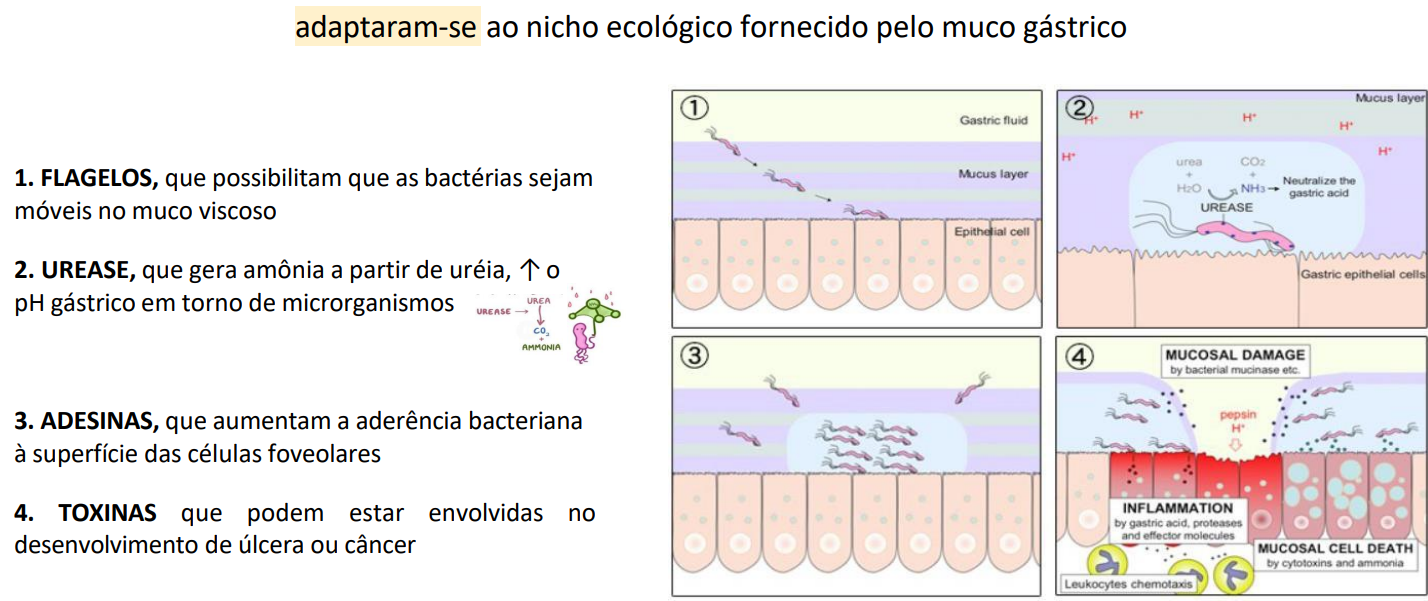 adaptaram-se ao nicho ecológico fornecido pelo muco gástrico
1. FLAGELOS, que possibilitam que as bactérias sejam
móveis no muco viscoso
2. UREASE, que gera amônia a partir de uréia, ↑ o
pH gástrico em torno de microrganismos
UREASE →
UREA
CO₂
+
AMMONIA
3. ADESINAS, que aumentam a aderência bacteriana
à superfície das células foveolares
4. TOXINAS que podem estar envolvidas no
desenvolvimento de úlcera ou câncer
①
Gastric fluid
Mucus layer
Epithelial cell
②
Mucus layer
H⁺
H⁺
H⁺
H⁺
H⁺
H⁺
urea
+
H₂O
CO₂
+
NH₃ →
Neutralize the
gastric acid
UREASE
Gastric epithelial cells
③
④
MUCOSAL DAMAGE
by bacterial mucinase etc.
pepsin
H⁺
INFLAMMATION
by gastric acid, proteases
and effector molecules
MUCOSAL CELL DEATH
by cytotoxins and ammonia
Leukocytes chemotaxis